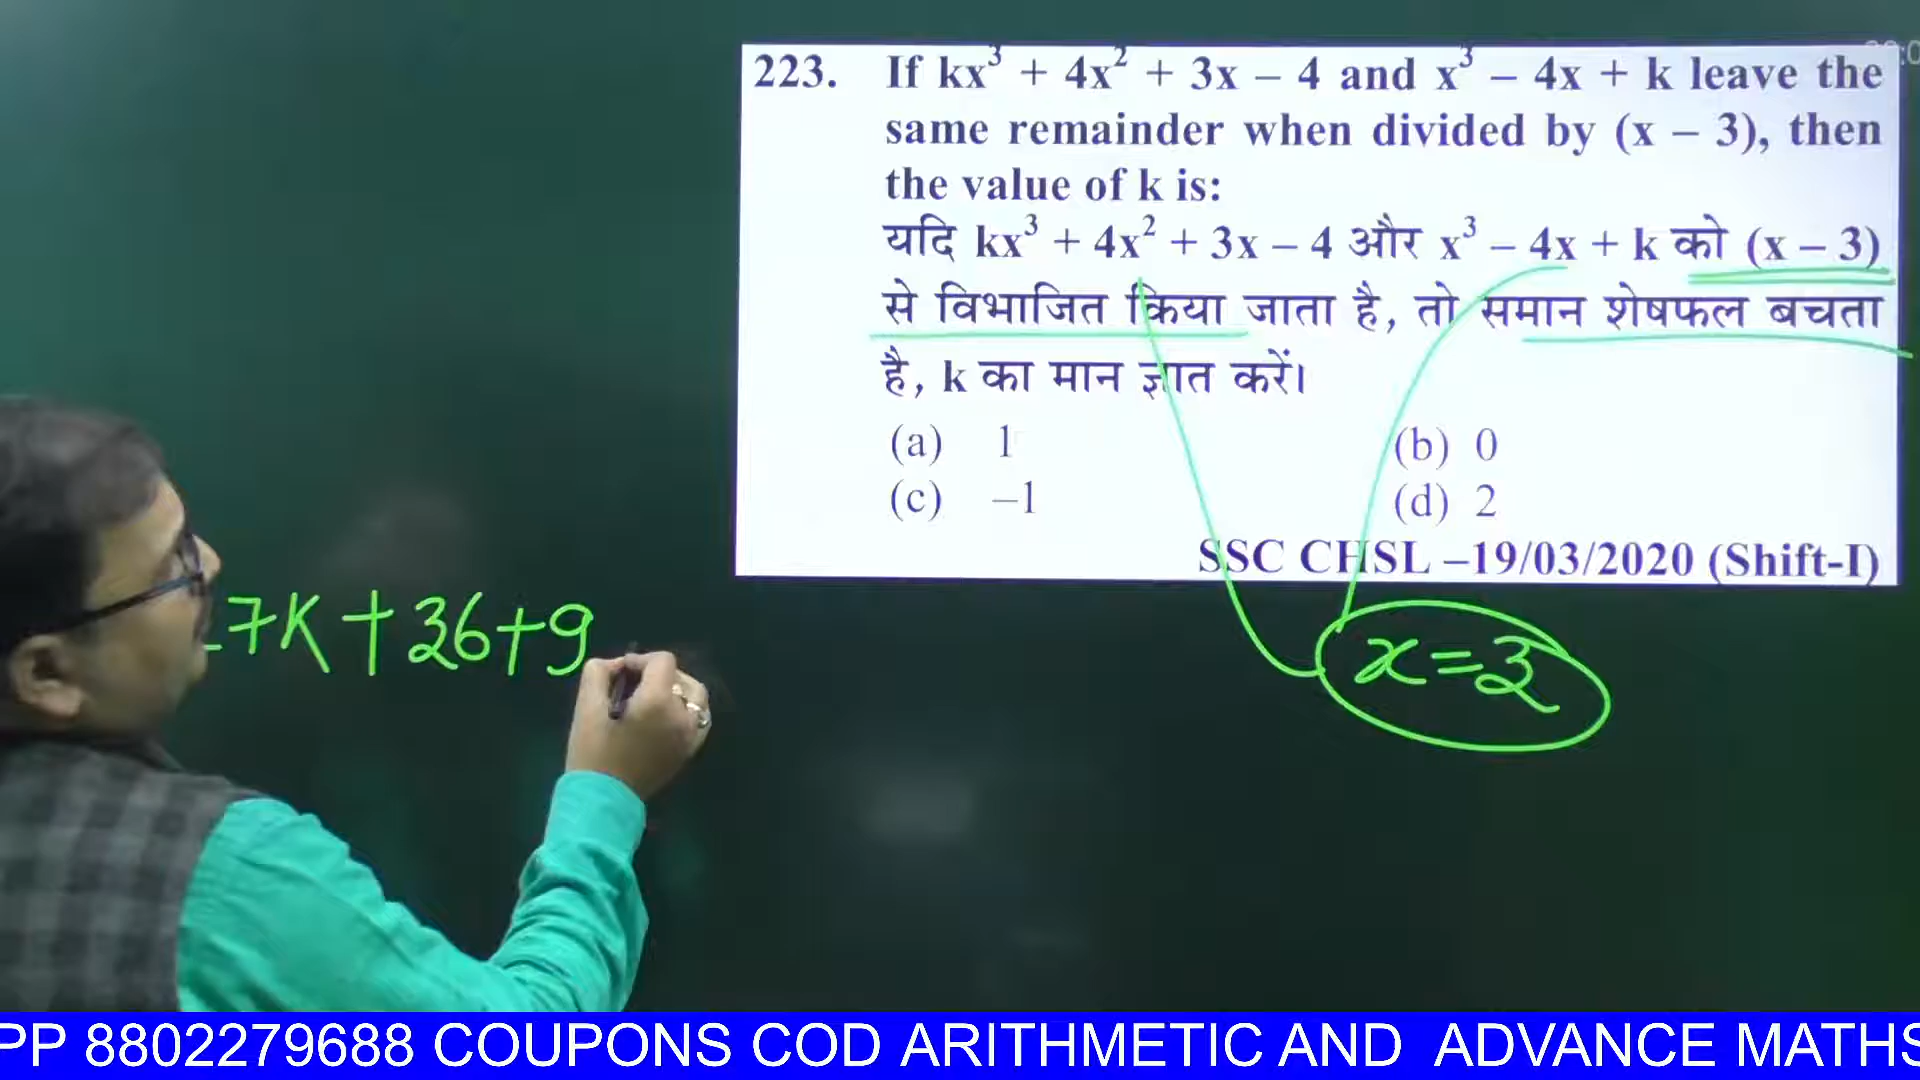 223. If kx³ + 4x² + 3x – 4 and x³ – 4x + k leave the
same remainder when divided by (x – 3), then
the value of k is:
यदि kx³ + 4x² + 3x – 4 और x³ – 4x + k को (x – 3)
से विभाजित किया जाता है, तो समान शेषफल बचता
है, k का मान ज्ञात करें।
(a) 1 (b) 0
(c) –1 (d) 2
SSC CHSL –19/03/2020 (Shift-I)
7K+36+9
x=3
PP 8802279688 COUPONS COD ARITHMETIC AND ADVANCE MATHS